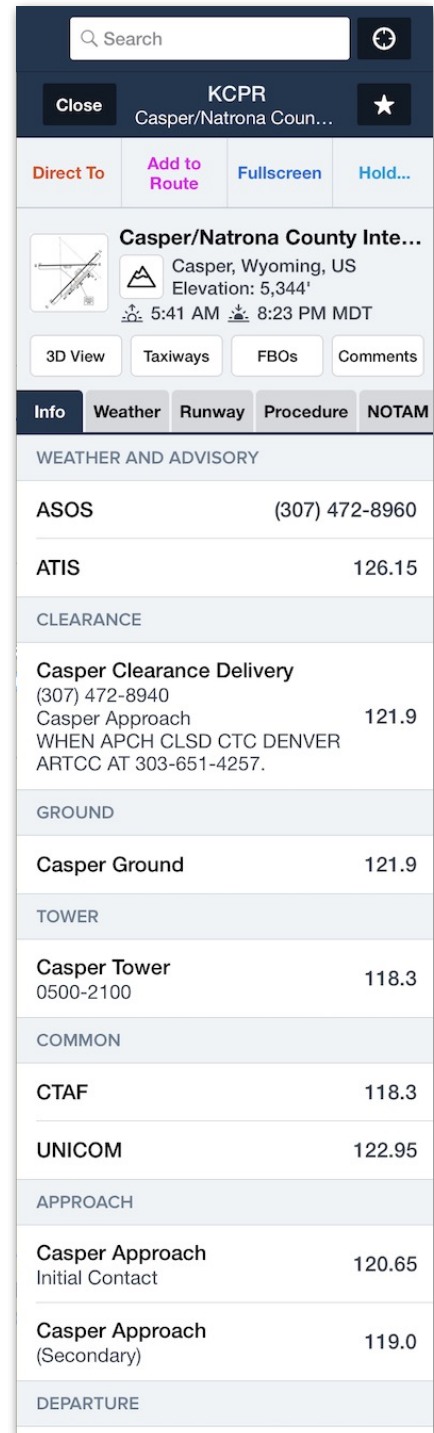 Search
Close
KCPR
Casper/Natrona Coun...
Direct To
Add to
Route
Fullscreen
Hold...
Casper/Natrona County Inte...
Casper, Wyoming, US
Elevation: 5,344'
5:41 AM 8:23 PM MDT
3D View Taxiways FBOs Comments
Info Weather Runway Procedure NOTAM
WEATHER AND ADVISORY
ASOS (307) 472-8960
ATIS 126.15
CLEARANCE
Casper Clearance Delivery
(307) 472-8940
Casper Approach 121.9
WHEN APCH CLSD CTC DENVER
ARTCC AT 303-651-4257.
GROUND
Casper Ground 121.9
TOWER
Casper Tower
0500-2100
118.3
COMMON
CTAF 118.3
UNICOM 122.95
APPROACH
Casper Approach
Initial Contact
120.65
Casper Approach
(Secondary)
119.0
DEPARTURE